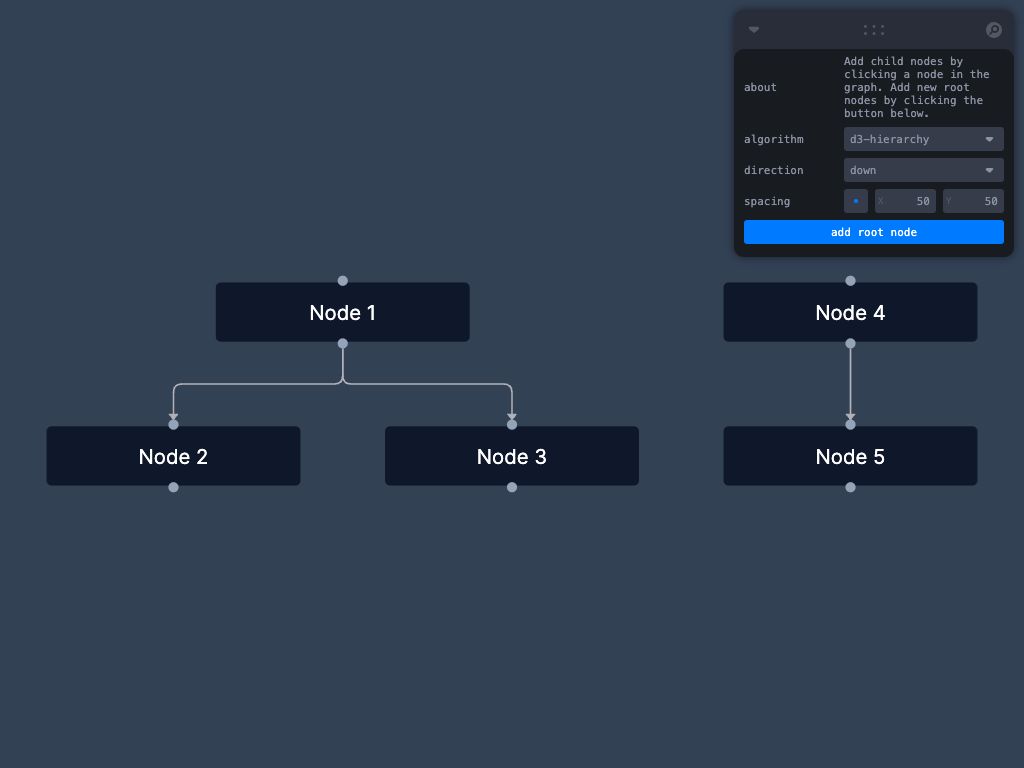 about
Add child nodes by
clicking a node in the
graph. Add new root
nodes by clicking the
button below.
algorithm
d3-hierarchy
direction
down
spacing
X 50
Y 50
add root node
Node 1
Node 4
Node 2
Node 3
Node 5